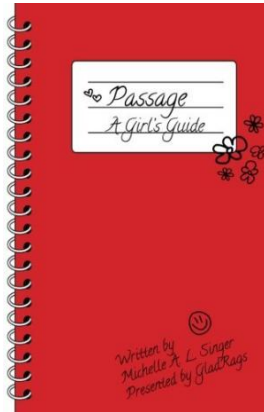 Passage
A Girl's Guide
Written by
Michelle A. L. Singer
Presented by GladRags